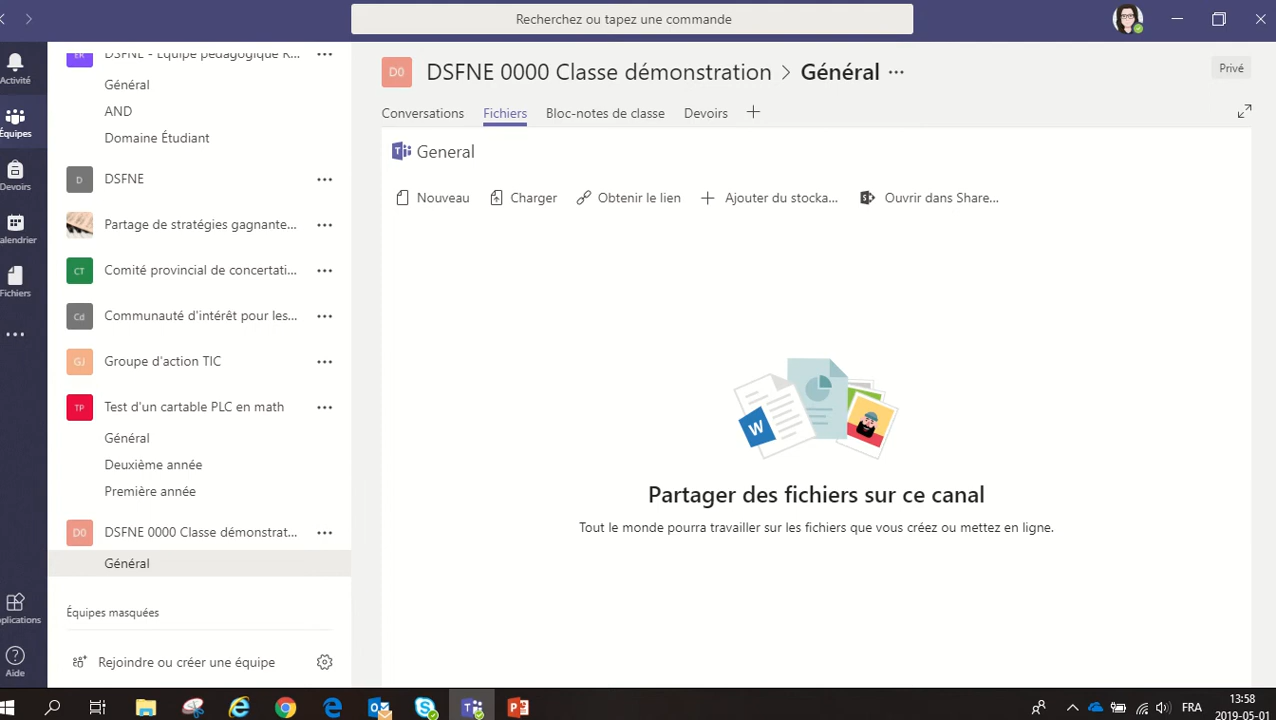 Recherchez ou tapez une commande
Activité
Équipes
Devoirs
alendrier
Fichiers
pplications
Aide
ER
DSFNE - Équipe pédagogique R...
Général
AND
Domaine Étudiant
D
DSFNE
Partage de stratégies gagnante...
CT
Comité provincial de concertati...
Cd
Communauté d'intérêt pour les...
GJ
Groupe d'action TIC
TP
Test d'un cartable PLC en math
Général
Deuxième année
Première année
D0
DSFNE 0000 Classe démonstrat...
Général
Équipes masquées
Rejoindre ou créer une équipe
D0
DSFNE 0000 Classe démonstration > Général ...
Privé
Conversations Fichiers Bloc-notes de classe Devoirs
General
Nouveau Charger Obtenir le lien Ajouter du stocka... Ouvrir dans Share...
W
Partager des fichiers sur ce canal
Tout le monde pourra travailler sur les fichiers que vous créez ou mettez en ligne.
FRA
13:58
2019-05-01